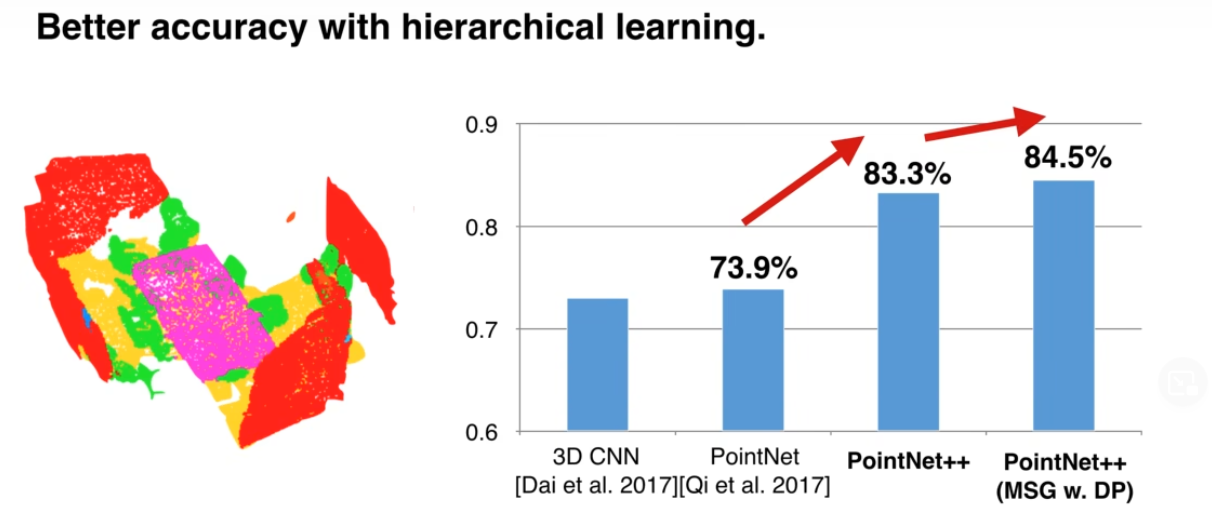 Better accuracy with hierarchical learning.
0.9
0.8
0.7
0.6
73.9%
83.3%
84.5%
3D CNN
[Dai et al. 2017]
PointNet
[Qi et al. 2017]
PointNet++
PointNet++
(MSG w. DP)